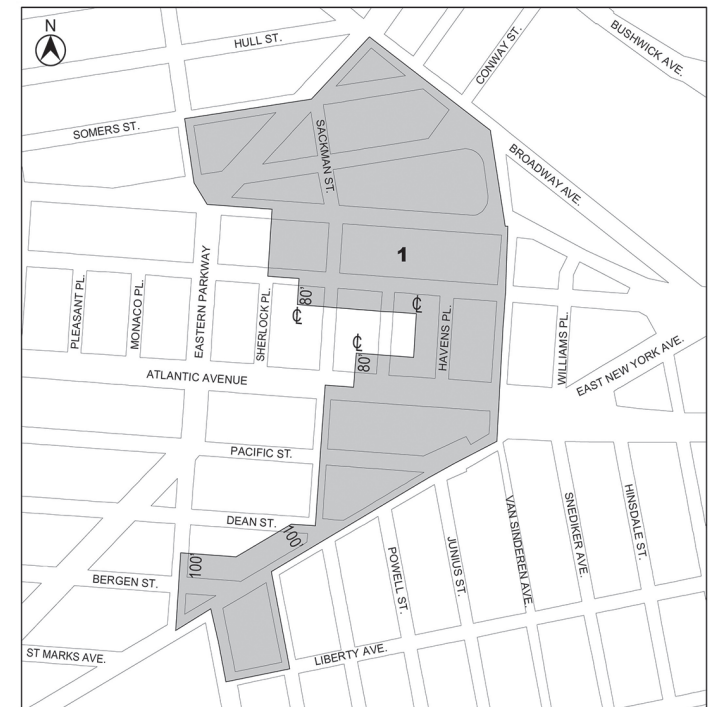 N
HULL ST.
CONWAY ST.
BUSHWICK AVE.
SOMERS ST.
SACKMAN ST.
BROADWAY AVE.
1
PLEASANT PL.
MONACO PL.
EASTERN PARKWAY
SHERLOCK PL.
80'
℄
℄
HAVENS PL.
WILLIAMS PL.
℄
80'
EAST NEW YORK AVE.
ATLANTIC AVENUE
PACIFIC ST.
DEAN ST.
100'
100'
BERGEN ST.
POWELL ST.
JUNIUS ST.
VAN SINDEREN AVE.
SNEDIKER AVE.
HINSDALE ST.
ST MARKS AVE.
LIBERTY AVE.